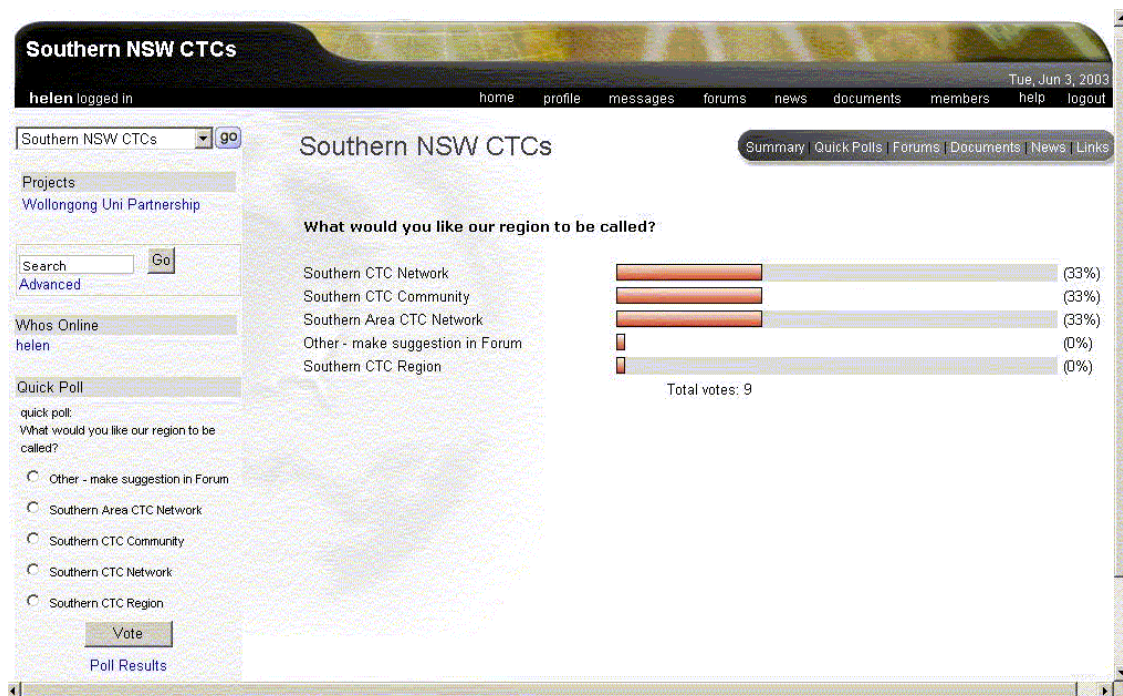 Southern NSW CTCs
Tue, Jun 3, 2003
helen logged in
home profile messages forums news documents members help logout
Southern NSW CTCs go
Projects
Wollongong Uni Partnership
Search Go
Advanced
Whos Online
helen
Quick Poll
quick poll:
What would you like our region to be
called?
Other - make suggestion in Forum
Southern Area CTC Network
Southern CTC Community
Southern CTC Network
Southern CTC Region
Vote
Poll Results
Southern NSW CTCs
Summary | Quick Polls | Forums | Documents | News | Links
What would you like our region to be called?
Southern CTC Network (33%)
Southern CTC Community (33%)
Southern Area CTC Network (33%)
Other - make suggestion in Forum (0%)
Southern CTC Region (0%)
Total votes: 9